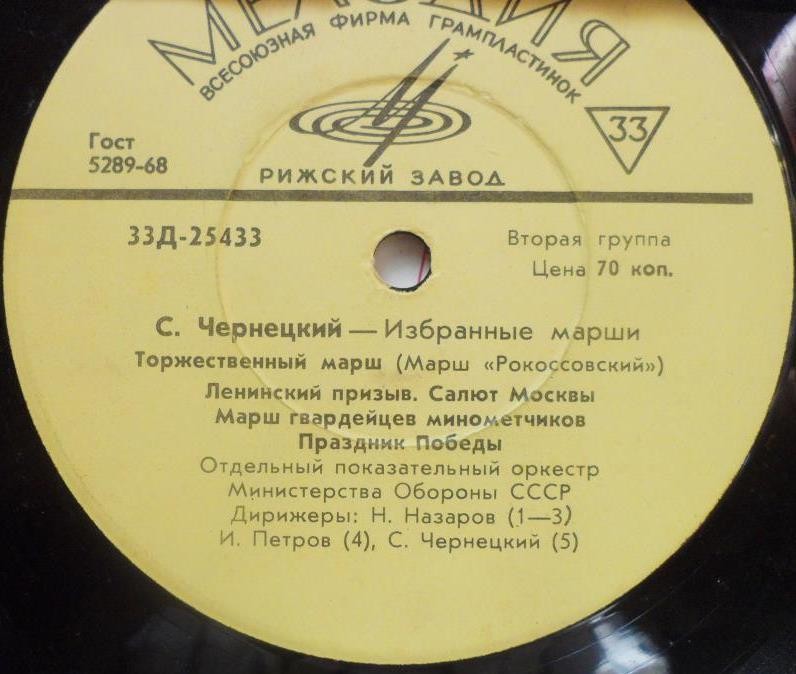 МЕЛОДИЯ
ВСЕСОЮЗНАЯ ФИРМА ГРАМПЛАСТИНОК
33
Гост
5289-68
РИЖСКИЙ ЗАВОД
33Д-25433
Вторая группа
Цена 70 коп.
С. Чернецкий — Избранные марши
Торжественный марш (Марш «Рокоссовский»)
Ленинский призыв. Салют Москвы
Марш гвардейцев минометчиков
Праздник Победы
Отдельный показательный оркестр
Министерства Обороны СССР
Дирижеры: Н. Назаров (1—3)
И. Петров (4), С. Чернецкий (5)